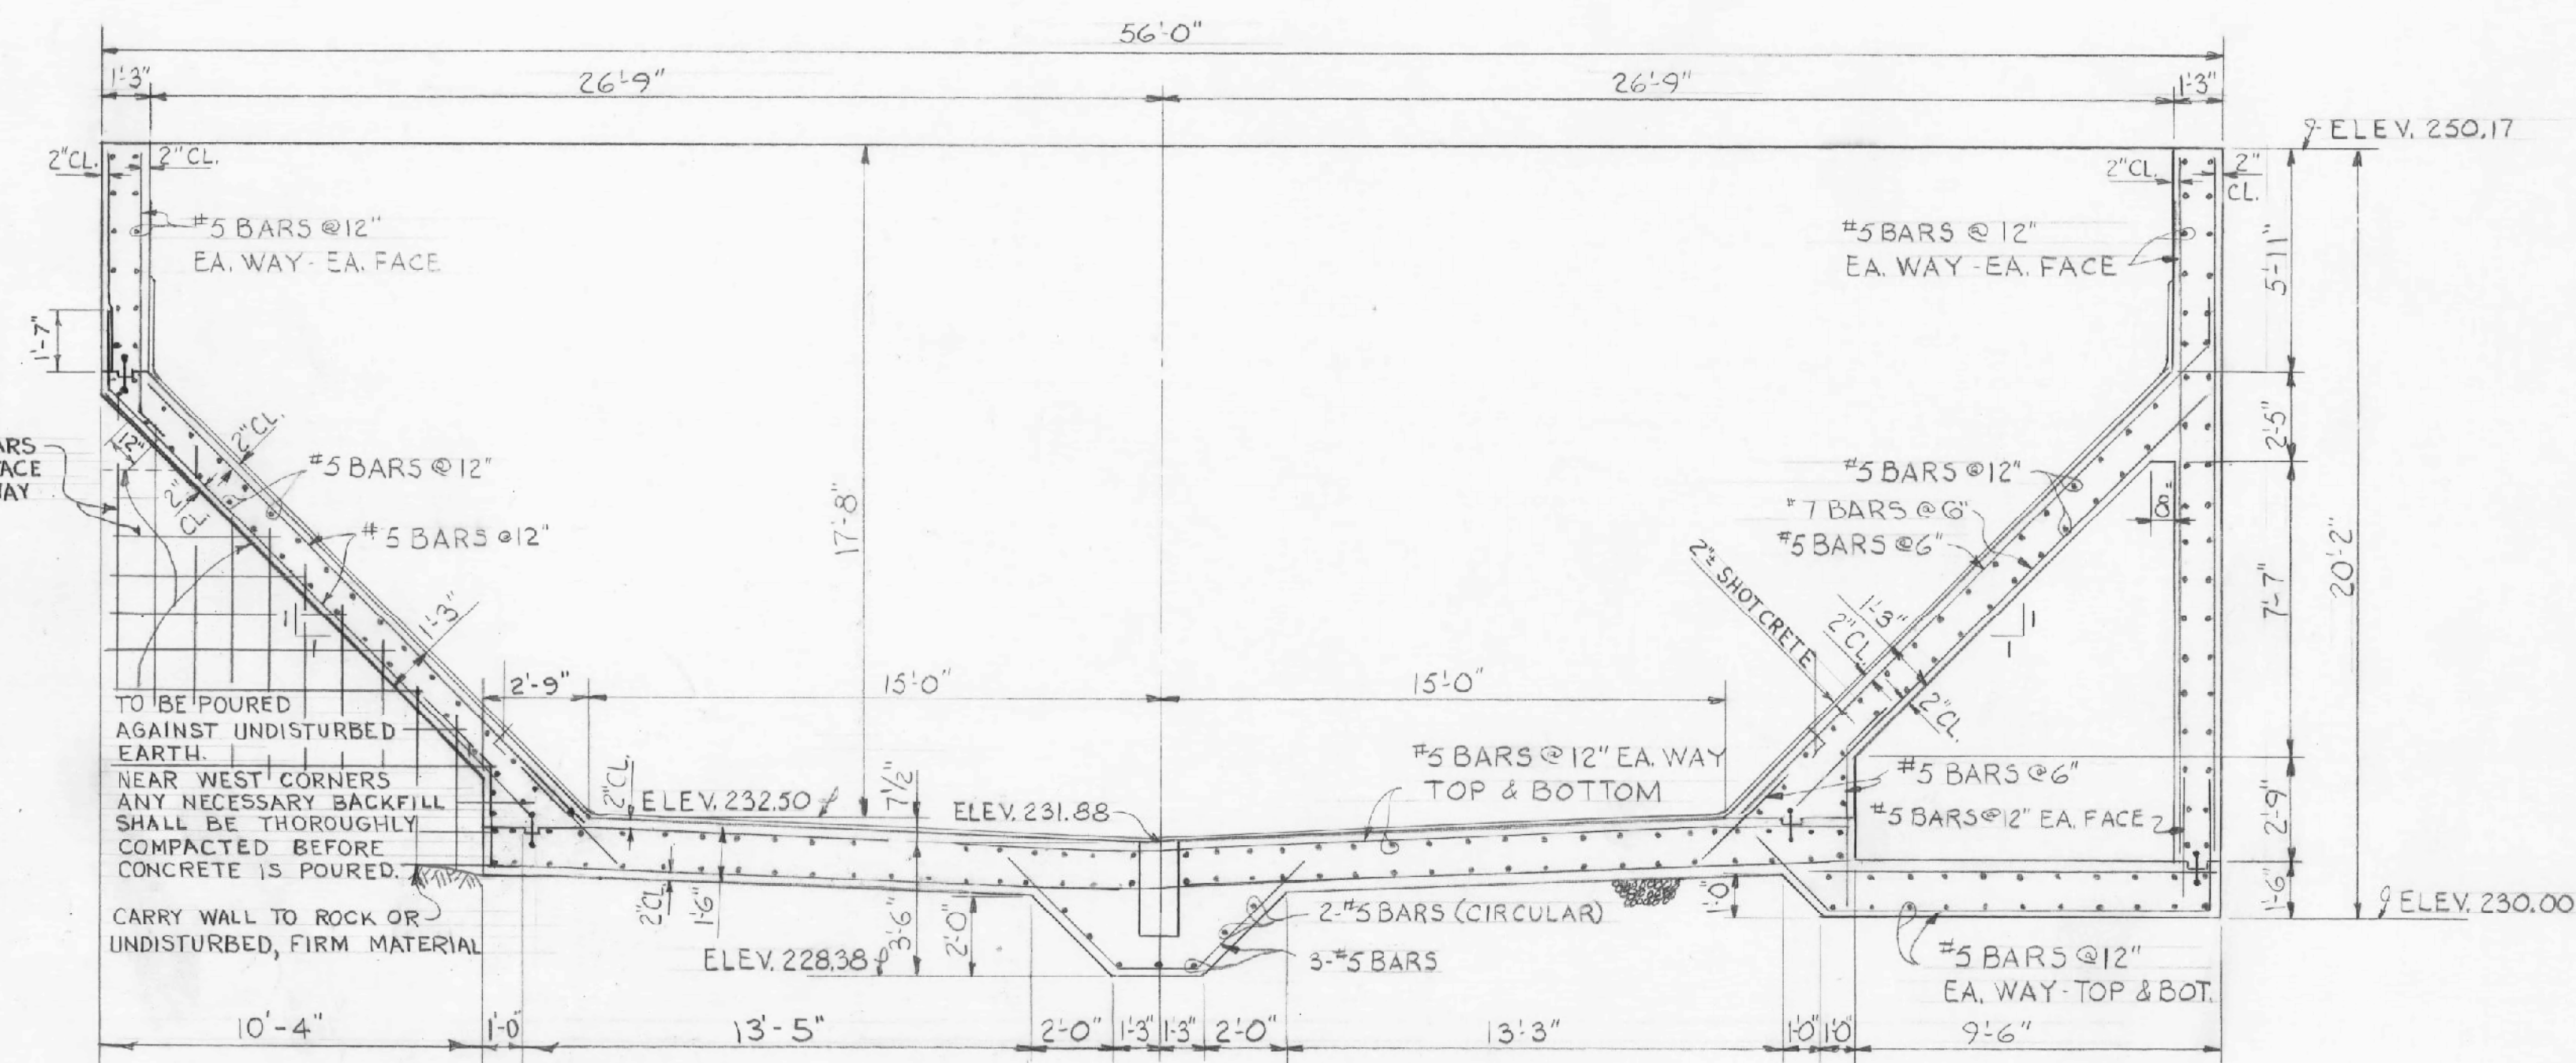 56'-0"
1'-3"
26'-9"
26'-9"
1'-3"
ELEV. 250.17
2"CL.
2"CL.
2"CL.
2"
CL.
#5 BARS @12"
EA. WAY - EA. FACE
#5 BARS @ 12"
EA. WAY - EA. FACE
5'-11"
1'-7"
17'-8"
2'-5"
20'-2"
ARS
ACE
WAY
12"
2"CL.
2"
CL.
#5 BARS @12"
#5 BARS @12"
#5 BARS @12"
#7 BARS @6"
#5 BARS @6"
8"
7'-7"
2"± SHOTCRETE
1'-3"
1
1
1'-3"
2"CL.
2"CL.
1
1
2'-9"
15'-0"
15'-0"
TO BE POURED
AGAINST UNDISTURBED
EARTH.
NEAR WEST CORNERS
ANY NECESSARY BACKFILL
SHALL BE THOROUGHLY
COMPACTED BEFORE
CONCRETE IS POURED.
CARRY WALL TO ROCK OR
UNDISTURBED, FIRM MATERIAL
2"CL.
ELEV. 232.50
7 1/2"
ELEV. 231.88
#5 BARS @ 12" EA. WAY
TOP & BOTTOM
#5 BARS @6"
#5 BARS @12" EA. FACE
2'-9"
2"CL.
1'-6"
3'-6"
2'-0"
ELEV. 228.38
2-#5 BARS (CIRCULAR)
3-#5 BARS
1'-0"
1'-6"
ELEV. 230.00
#5 BARS @12"
EA. WAY - TOP & BOT.
10'-4"
1'-0"
13'-5"
2'-0"
1'-3"
1'-3"
2'-0"
13'-3"
1'-0"
1'-0"
9'-6"